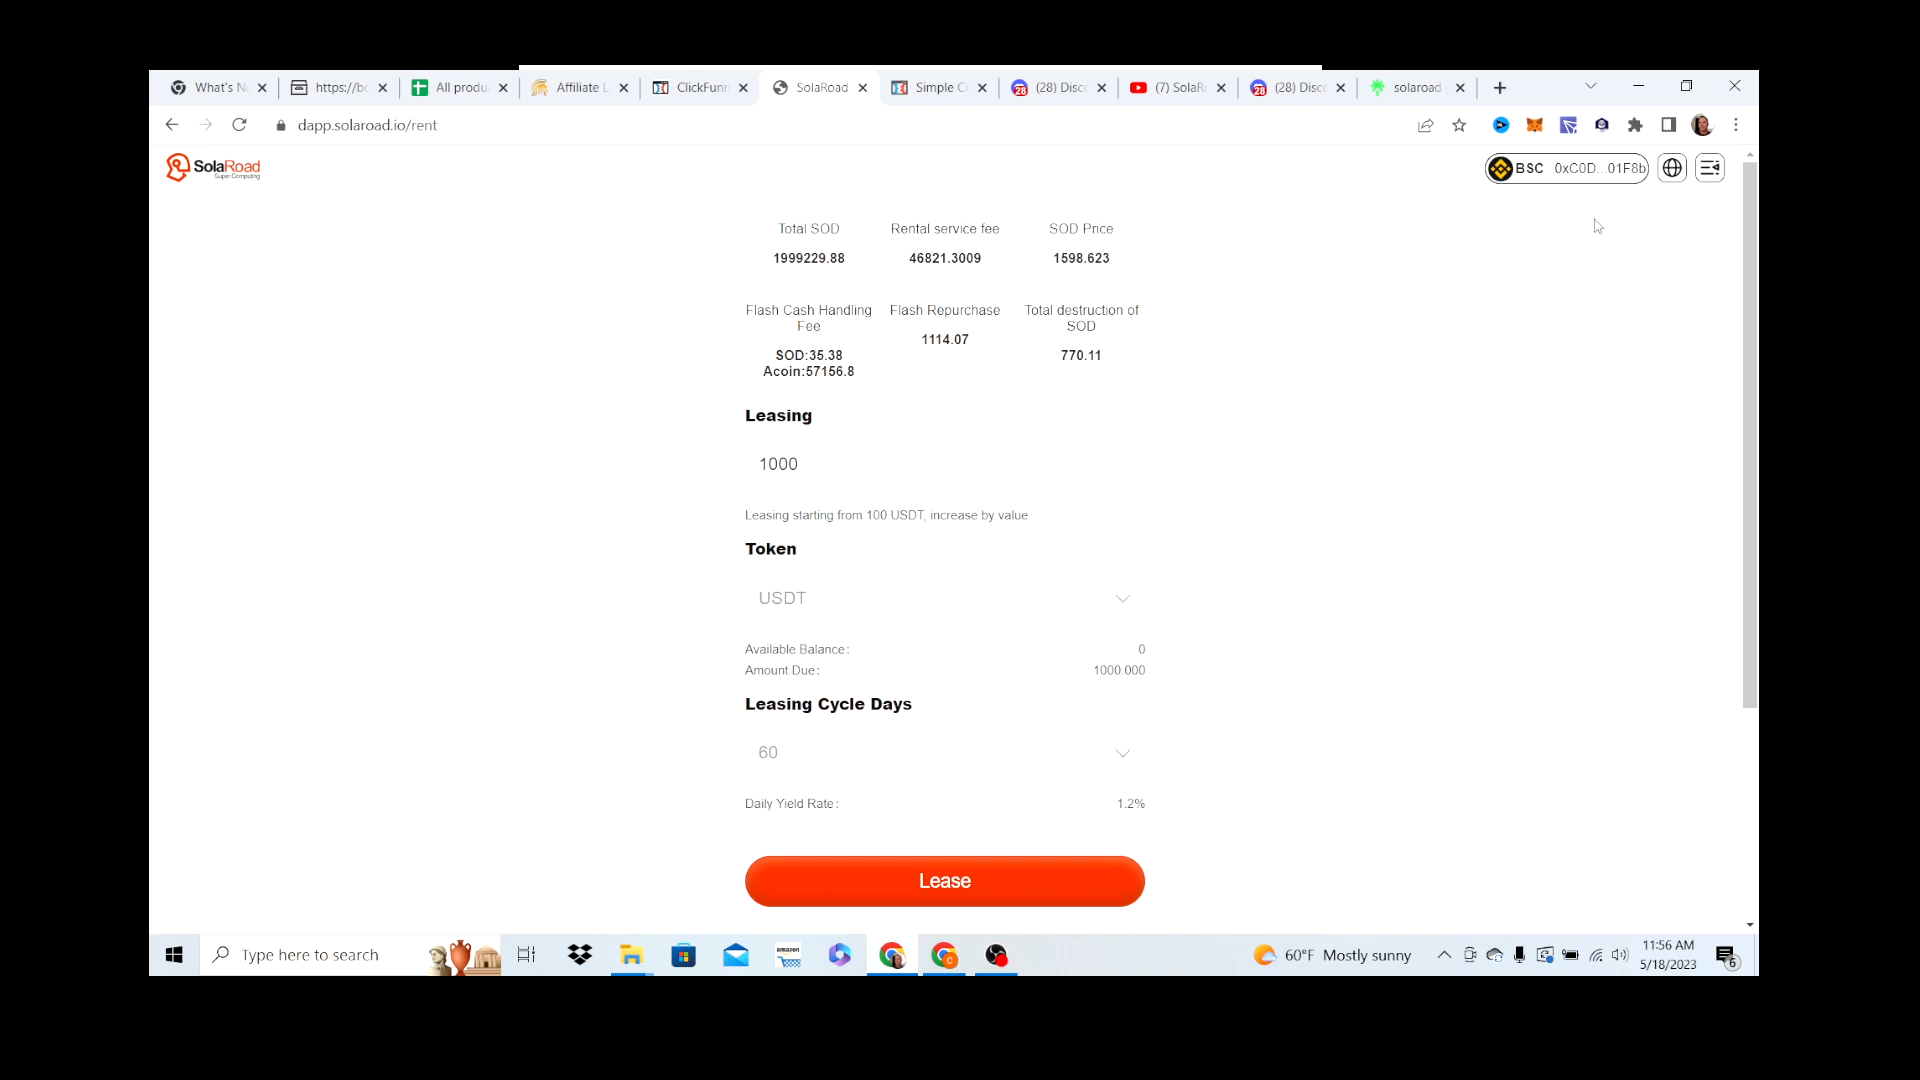 What's N
https://bc
All produ
Affiliate L
ClickFunn
SolaRoad
Simple C
(28) Disc
(7) SolaR
(28) Disc
solaroad
dapp.solaroad.io/rent
SolaRoad
Super Computing
BSC 0xC0D...01F8b
Total SOD Rental service fee SOD Price
1999229.88 46821.3009 1598.623
Flash Cash Handling Fee
SOD:35.38
Acoin:57156.8
Flash Repurchase
1114.07
Total destruction of SOD
770.11
Leasing
1000
Leasing starting from 100 USDT, increase by value
Token
USDT
Available Balance: 0
Amount Due: 1000.000
Leasing Cycle Days
60
Daily Yield Rate: 1.2%
Lease
Type here to search
amazon
60°F Mostly sunny
11:56 AM
5/18/2023
6